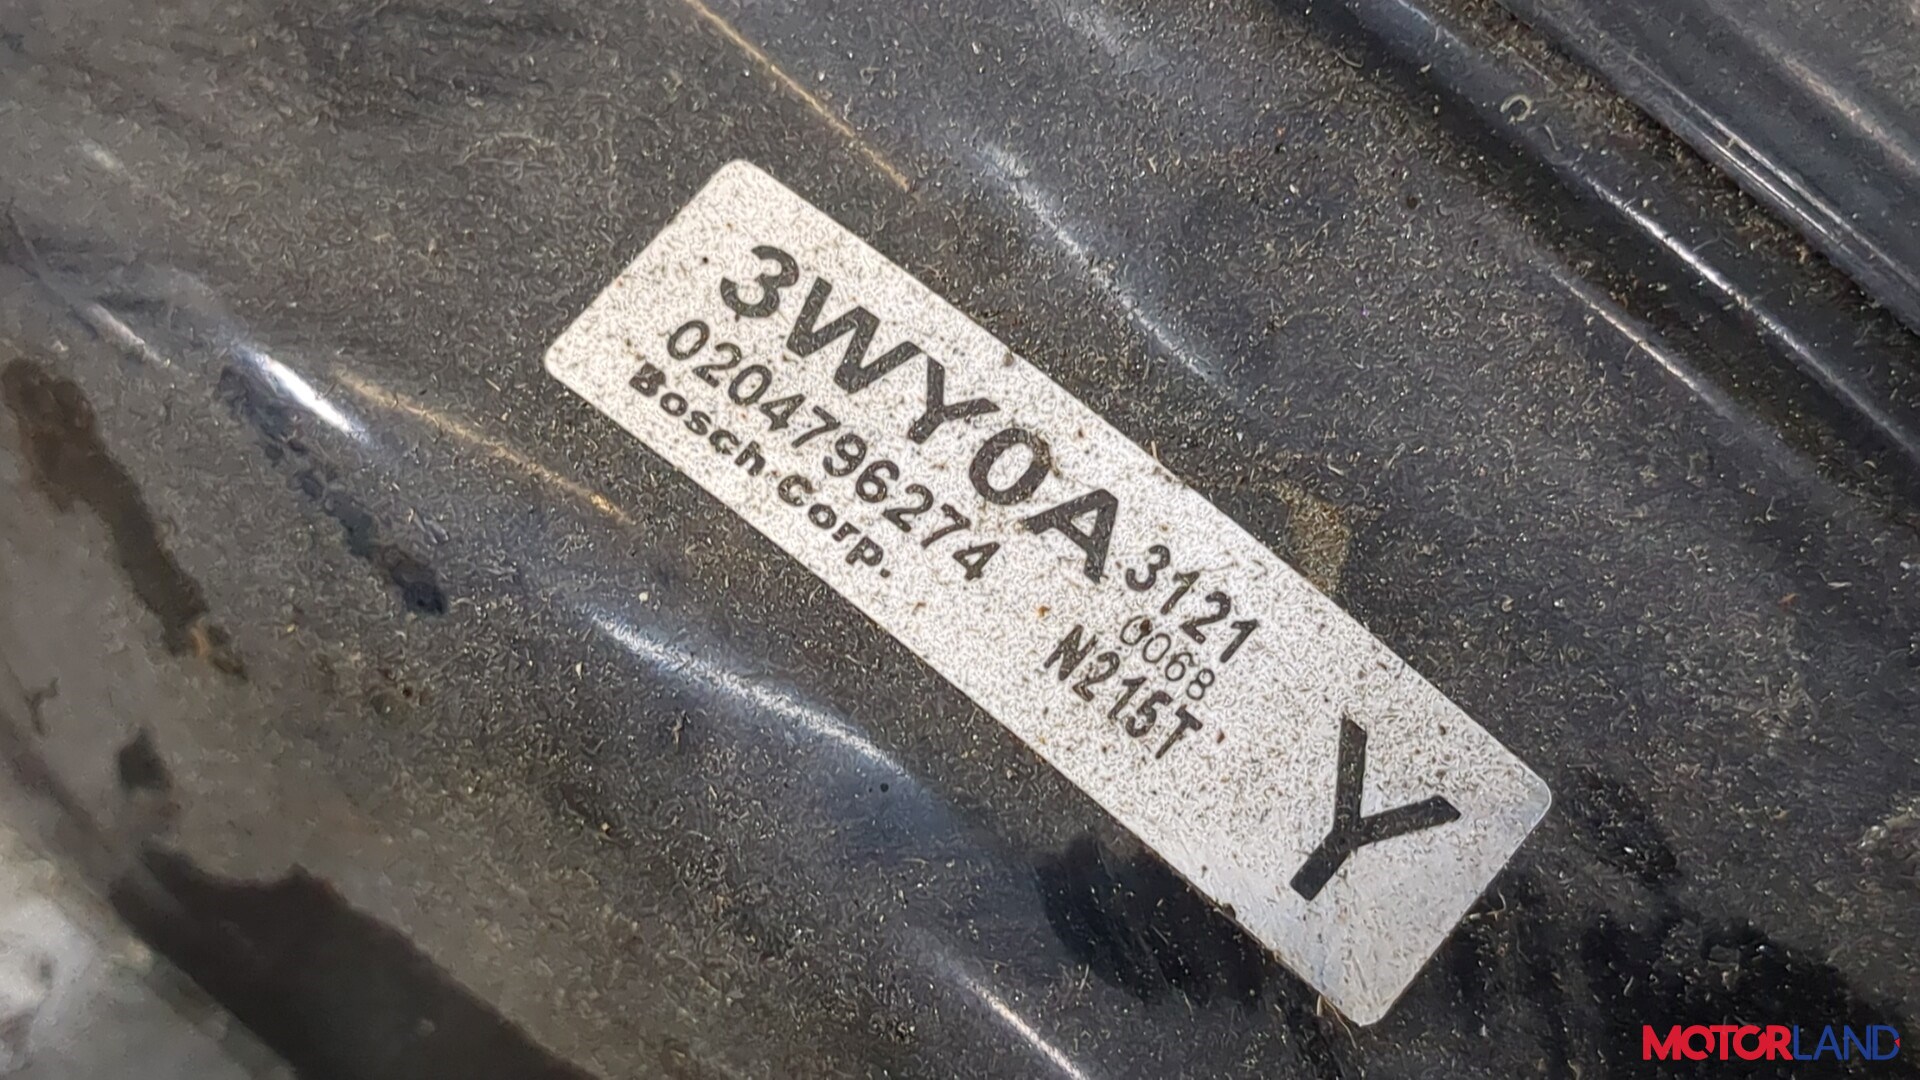 3WY0A 3121
0204796274 0068
Bosch Corp. N215T
Y
MOTORLAND